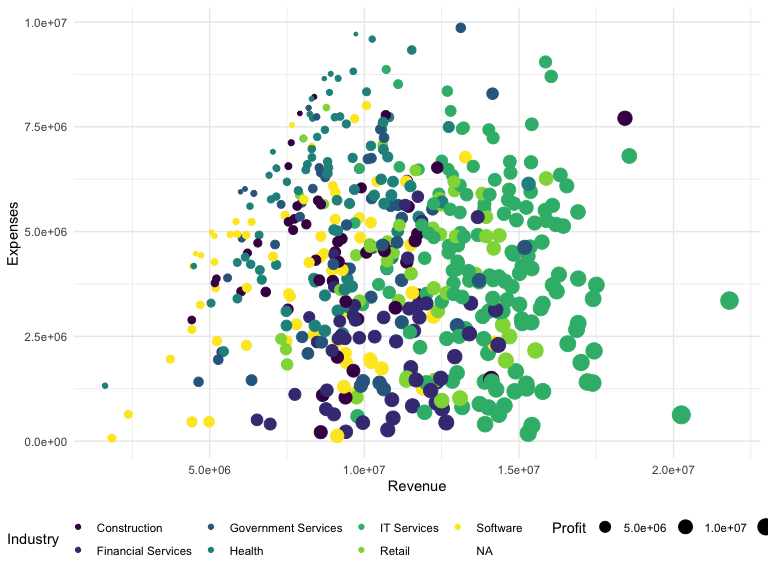 1.0e+07
7.5e+06
5.0e+06
2.5e+06
0.0e+00
Expenses
5.0e+06 1.0e+07 1.5e+07 2.0e+07
Revenue
Industry
Construction Government Services IT Services Software
Financial Services Health Retail NA
Profit 5.0e+06 1.0e+07